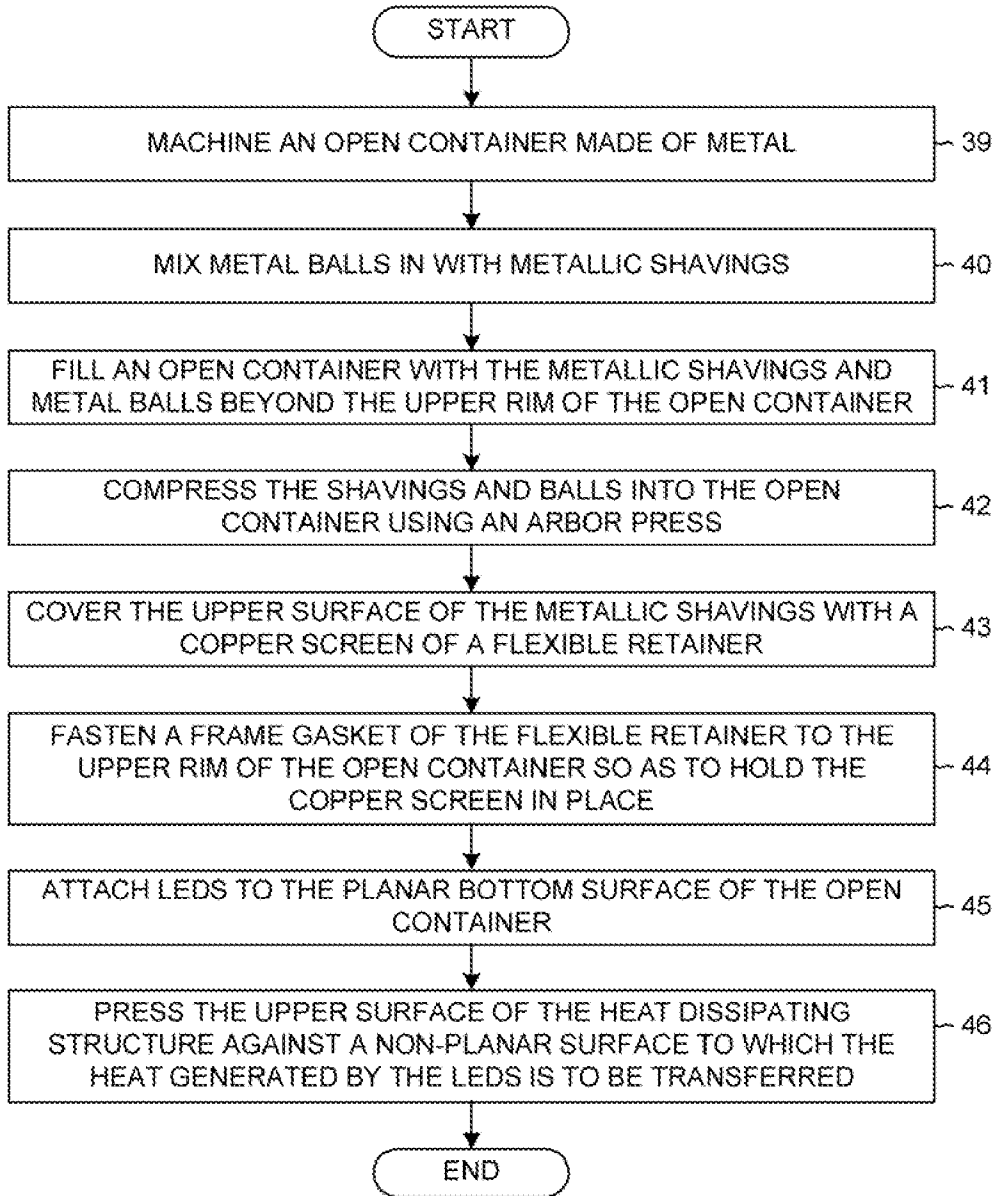 START
MACHINE AN OPEN CONTAINER MADE OF METAL
39
MIX METAL BALLS IN WITH METALLIC SHAVINGS
40
FILL AN OPEN CONTAINER WITH THE METALLIC SHAVINGS AND
METAL BALLS BEYOND THE UPPER RIM OF THE OPEN CONTAINER
41
COMPRESS THE SHAVINGS AND BALLS INTO THE OPEN
CONTAINER USING AN ARBOR PRESS
42
COVER THE UPPER SURFACE OF THE METALLIC SHAVINGS WITH A
COPPER SCREEN OF A FLEXIBLE RETAINER
43
FASTEN A FRAME GASKET OF THE FLEXIBLE RETAINER TO THE
UPPER RIM OF THE OPEN CONTAINER SO AS TO HOLD THE
COPPER SCREEN IN PLACE
44
ATTACH LEDS TO THE PLANAR BOTTOM SURFACE OF THE OPEN
CONTAINER
45
PRESS THE UPPER SURFACE OF THE HEAT DISSIPATING
STRUCTURE AGAINST A NON-PLANAR SURFACE TO WHICH THE
HEAT GENERATED BY THE LEDS IS TO BE TRANSFERRED
46
END